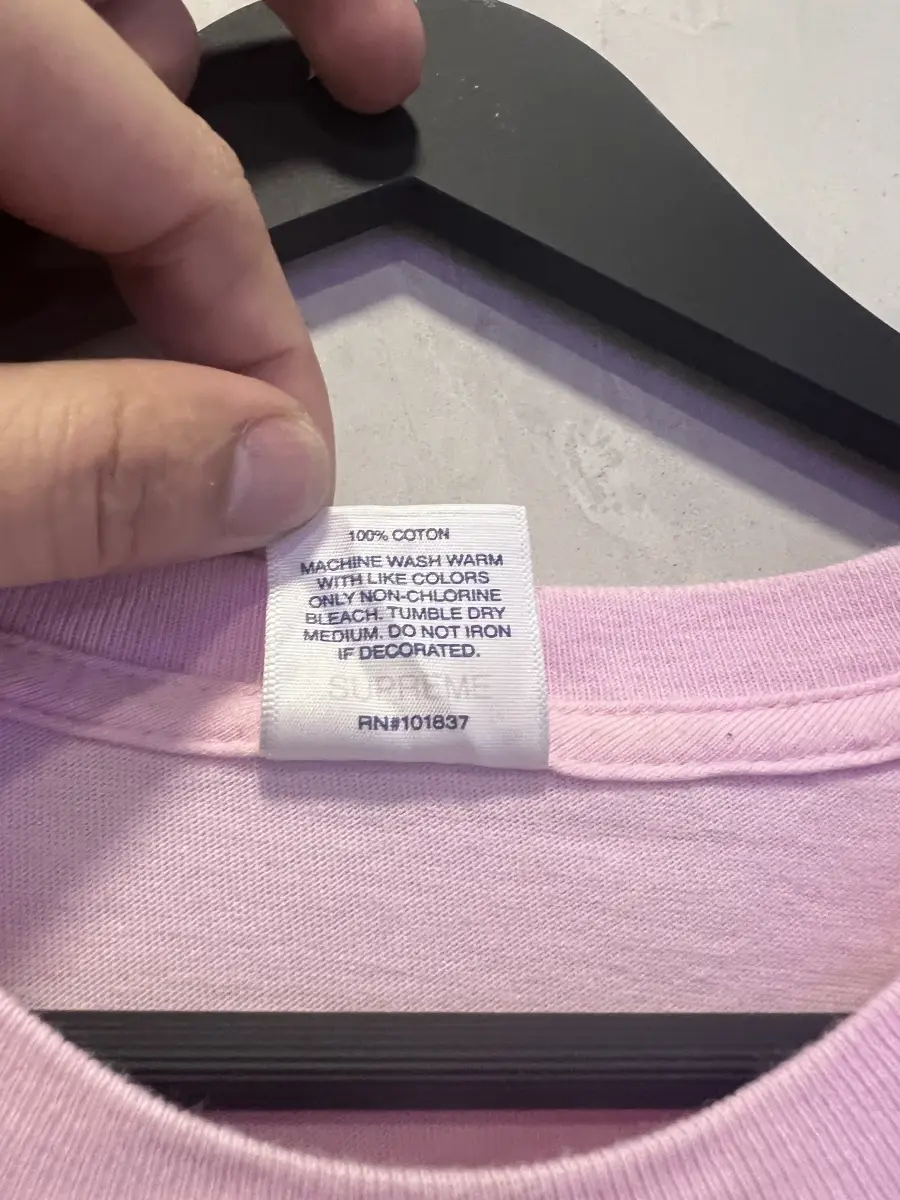 100% COTON
MACHINE WASH WARM
WITH LIKE COLORS
ONLY NON-CHLORINE
BLEACH. TUMBLE DRY
MEDIUM. DO NOT IRON
IF DECORATED.
SUPREME
RN#101837